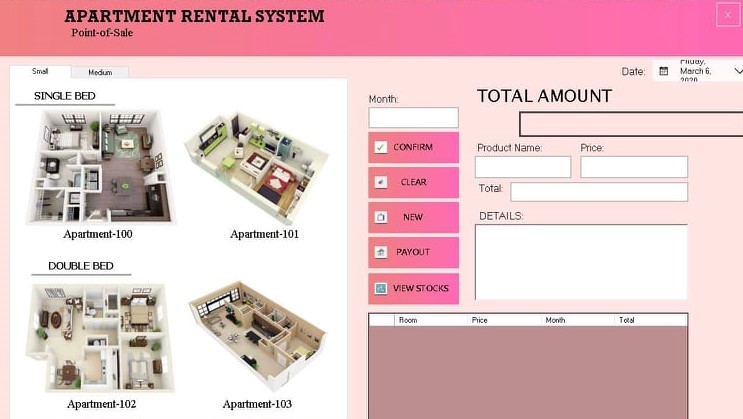 APARTMENT RENTAL SYSTEM
Point-of-Sale
Small
Medium
Date:
Friday,
March 6,
2020
SINGLE BED
Apartment-100
Apartment-101
DOUBLE BED
Apartment-102
Apartment-103
Month:
CONFIRM
CLEAR
NEW
PAYOUT
VIEW STOCKS
TOTAL AMOUNT
Product Name:
Price:
Total:
DETAILS:
Room Price Month Total